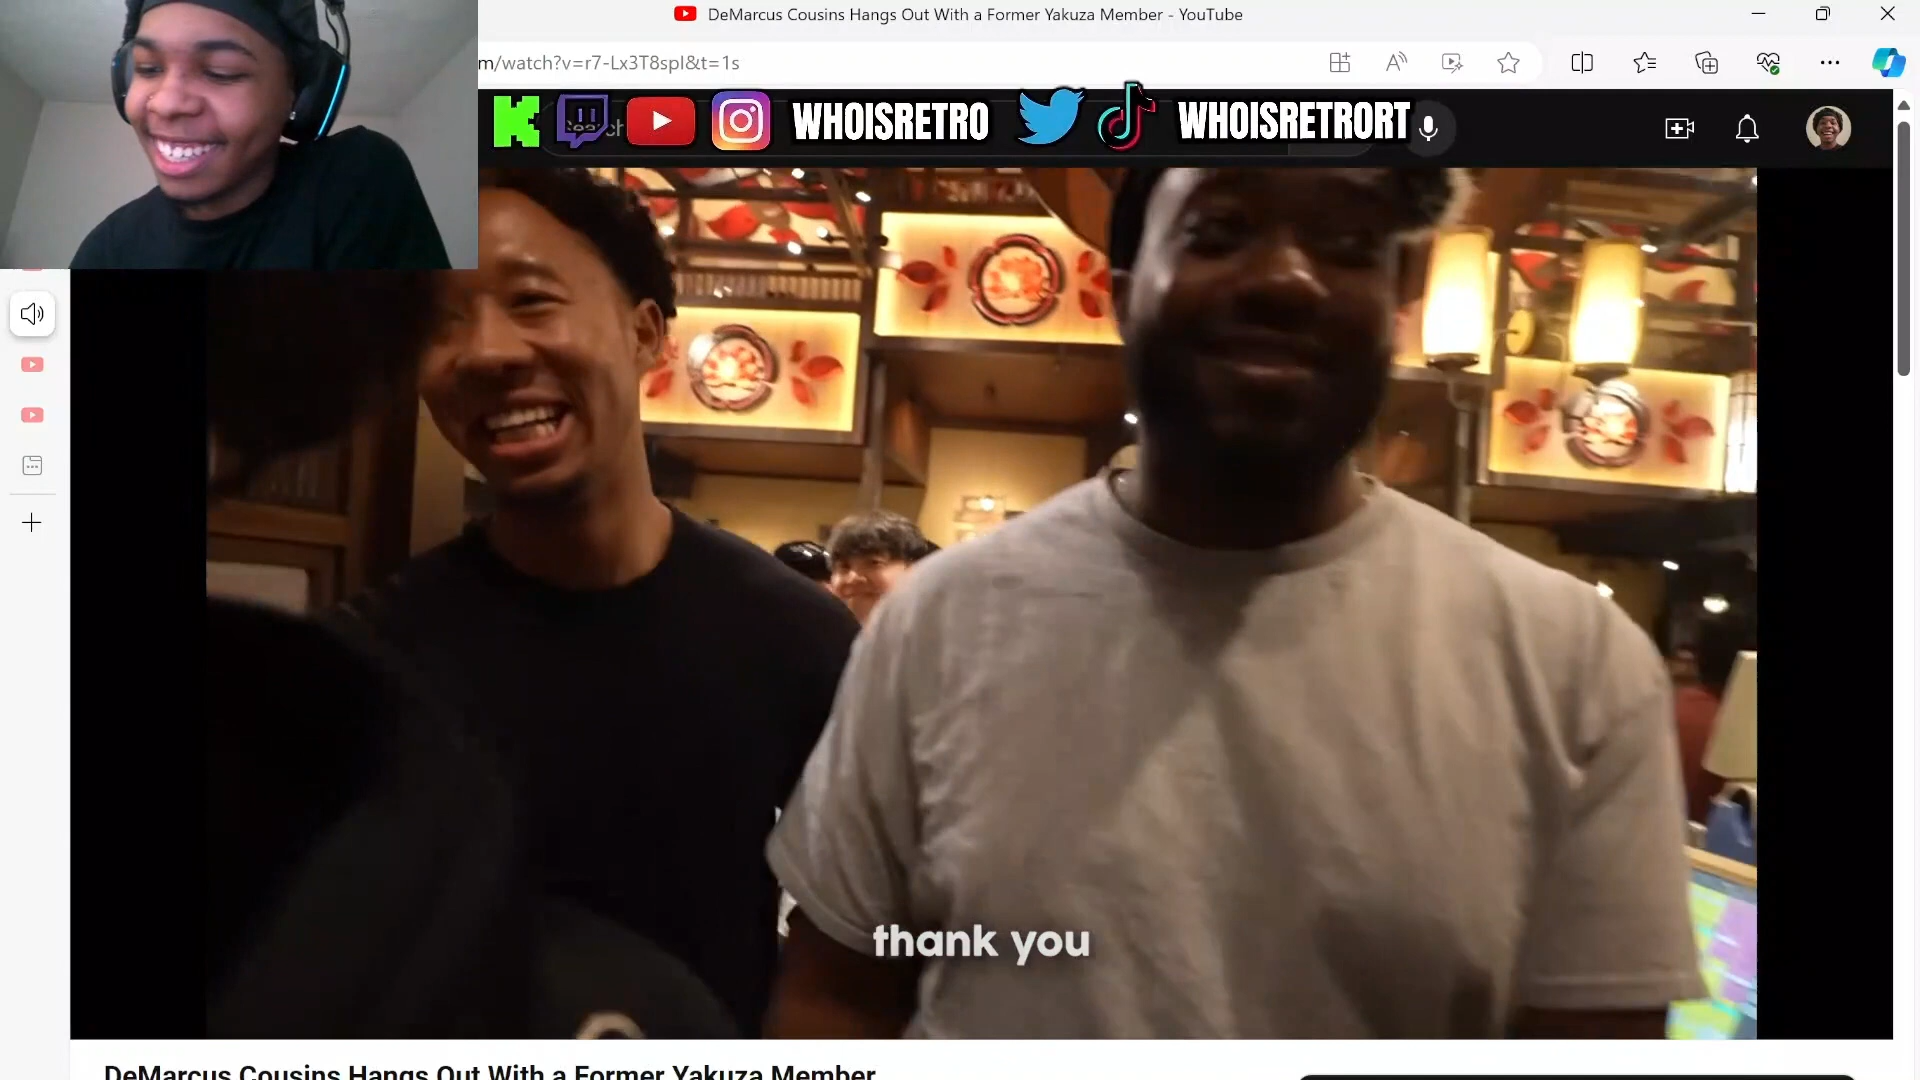 DeMarcus Cousins Hangs Out With a Former Yakuza Member - YouTube
m/watch?v=r7-Lx3T8spI&t=1s
WHOISRETRO
WHOISRETRORT
thank you
DeMarcus Cousins Hangs Out With a Former Yakuza Member